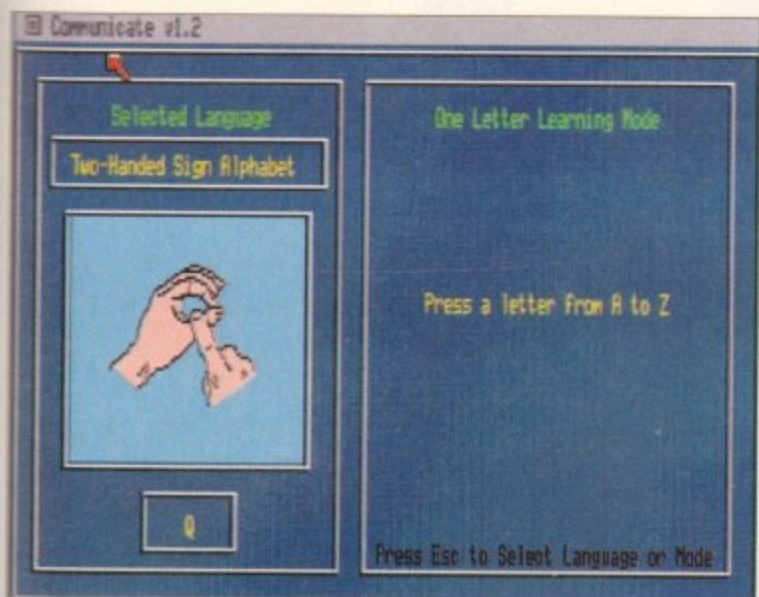 Communicate v1.2
Selected Language
Two-Handed Sign Alphabet
Q
One Letter Learning Mode
Press a letter from A to Z
Press Esc to Select Language or Mode